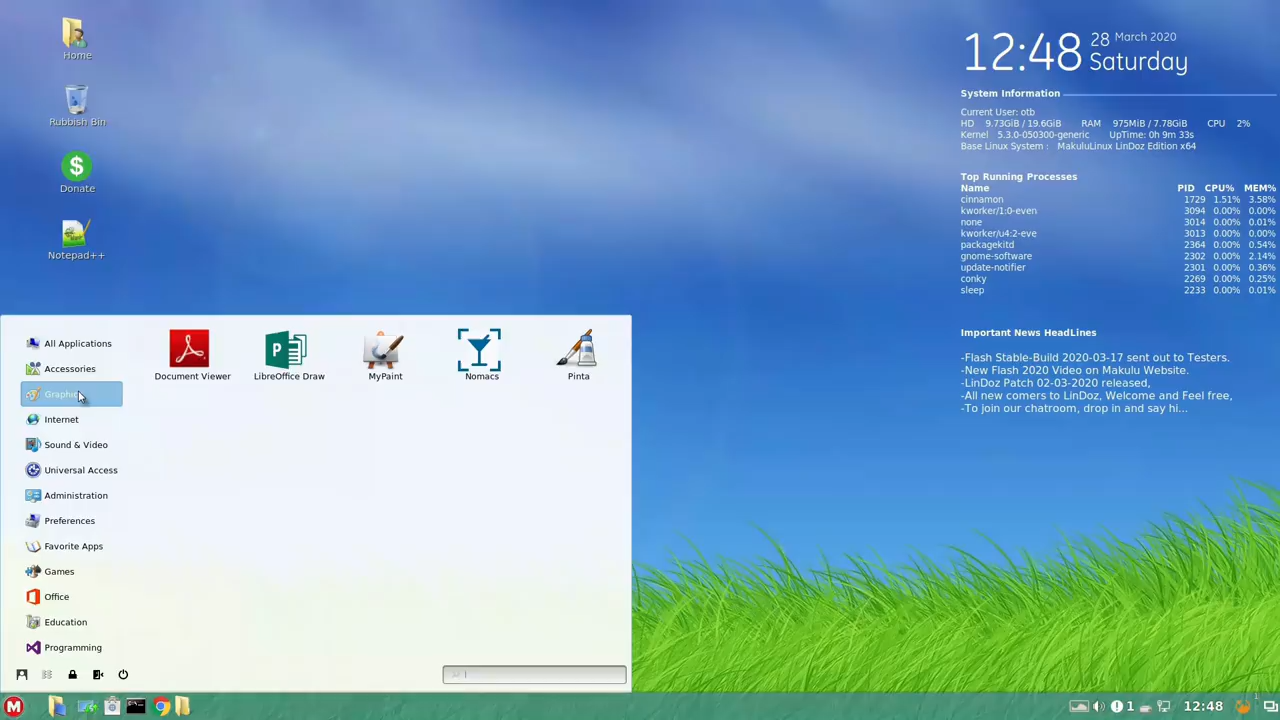 Home
Rubbish Bin
Donate
Notepad++
12:48 28 March 2020
Saturday
System Information
Current User: otb
HD 9.73GiB / 19.6GiB RAM 975MiB / 7.78GiB CPU 2%
Kernel 5.3.0-050300-generic UpTime: 0h 9m 33s
Base Linux System : MakuluLinux LinDoz Edition x64
Top Running Processes
Name PID CPU% MEM%
cinnamon 1729 1.51% 3.58%
kworker/1:0-even 3094 0.00% 0.00%
none 3014 0.00% 0.01%
kworker/u4:2-eve 3013 0.00% 0.00%
packagekitd 2364 0.00% 0.54%
gnome-software 2302 0.00% 2.14%
update-notifier 2301 0.00% 0.36%
conky 2269 0.00% 0.25%
sleep 2233 0.00% 0.01%
Important News HeadLines
-Flash Stable-Build 2020-03-17 sent out to Testers.
-New Flash 2020 Video on Makulu Website.
-LinDoz Patch 02-03-2020 released,
-All new comers to LinDoz, Welcome and Feel free,
-To join our chatroom, drop in and say hi...
All Applications
Accessories
Graphics
Internet
Sound & Video
Universal Access
Administration
Preferences
Favorite Apps
Games
Office
Education
Programming
Document Viewer
LibreOffice Draw
MyPaint
Nomacs
Pinta
M
1
12:48
1